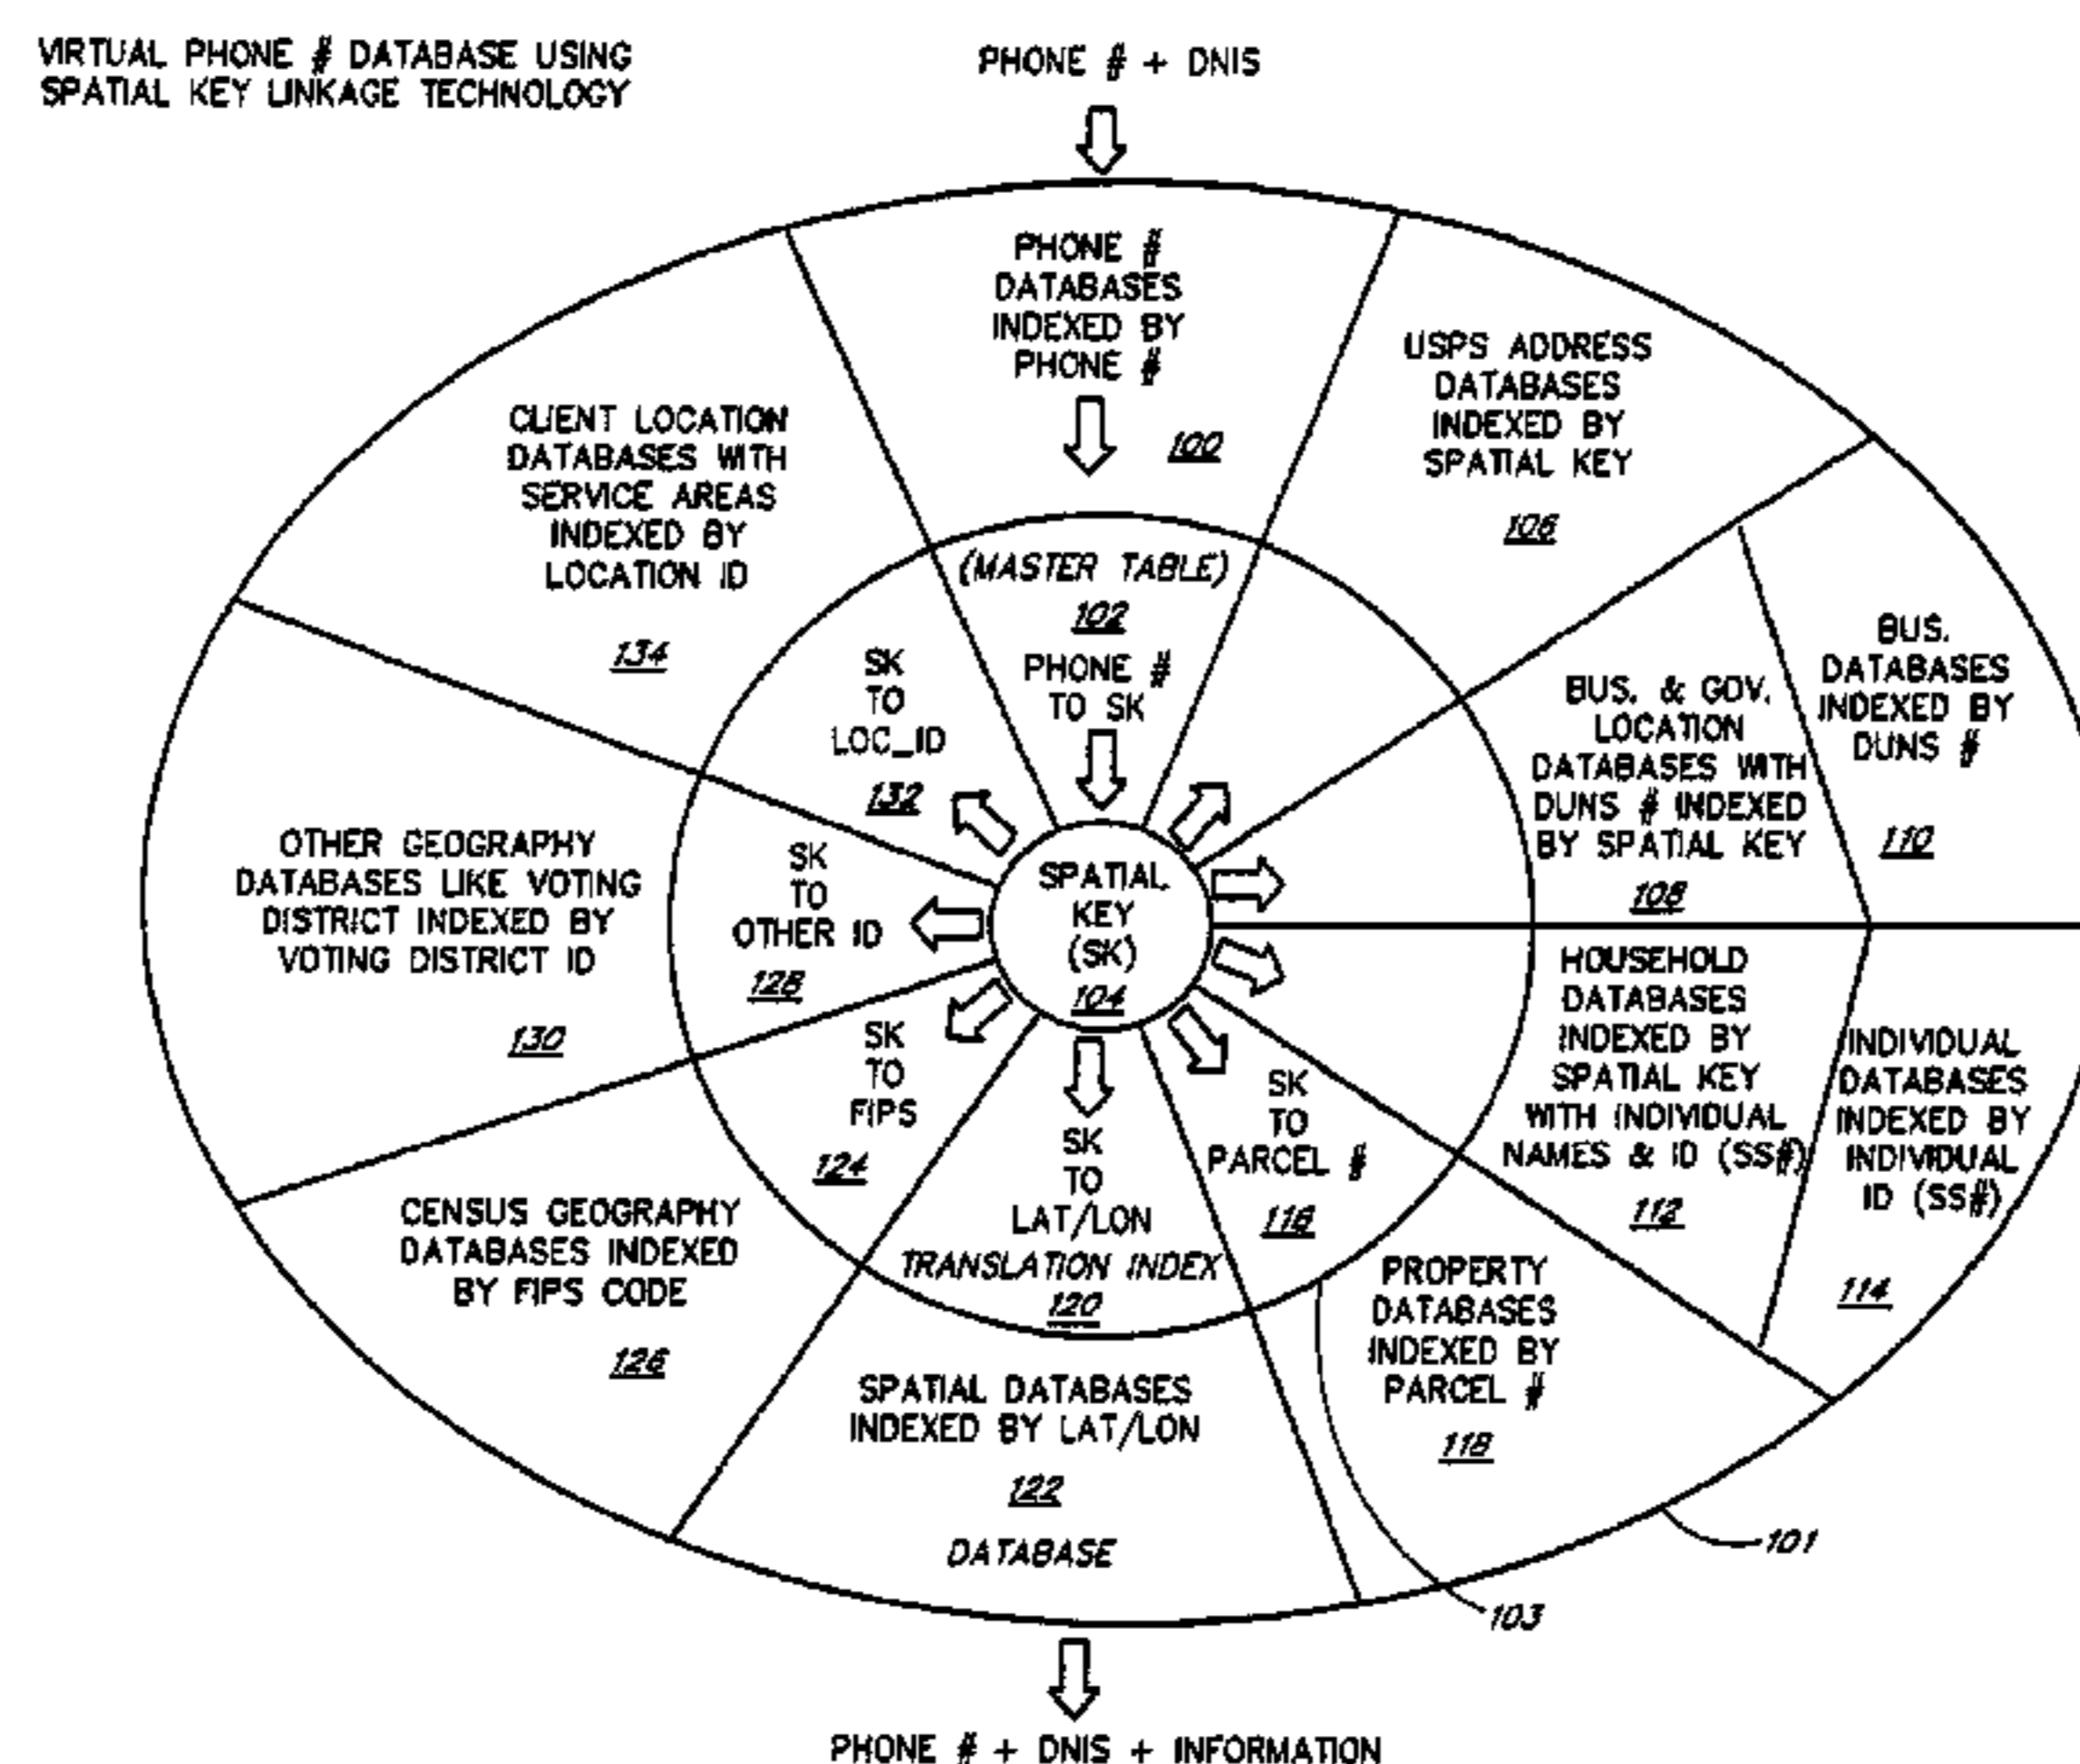 VIRTUAL PHONE # DATABASE USING
SPATIAL KEY LINKAGE TECHNOLOGY
PHONE # + DNIS
PHONE #
DATABASES
INDEXED BY
PHONE #
100
USPS ADDRESS
DATABASES
INDEXED BY
SPATIAL KEY
106
CLIENT LOCATION
DATABASES WITH
SERVICE AREAS
INDEXED BY
LOCATION ID
134
(MASTER TABLE)
102
PHONE #
TO SK
SK
TO
LOC_ID
132
BUS. & GOV.
LOCATION
DATABASES WITH
DUNS # INDEXED
BY SPATIAL KEY
108
BUS.
DATABASES
INDEXED BY
DUNS #
110
OTHER GEOGRAPHY
DATABASES LIKE VOTING
DISTRICT INDEXED BY
VOTING DISTRICT ID
130
SK
TO
OTHER ID
128
SPATIAL
KEY
(SK)
104
HOUSEHOLD
DATABASES
INDEXED BY
SPATIAL KEY
WITH INDIVIDUAL
NAMES & ID (SS#)
112
INDIVIDUAL
DATABASES
INDEXED BY
INDIVIDUAL
ID (SS#)
114
SK
TO
FIPS
124
SK
TO
LAT/LON
TRANSLATION INDEX
120
SK
TO
PARCEL #
116
CENSUS GEOGRAPHY
DATABASES INDEXED
BY FIPS CODE
126
PROPERTY
DATABASES
INDEXED BY
PARCEL #
118
SPATIAL DATABASES
INDEXED BY LAT/LON
122
DATABASE
101
103
PHONE # + DNIS + INFORMATION